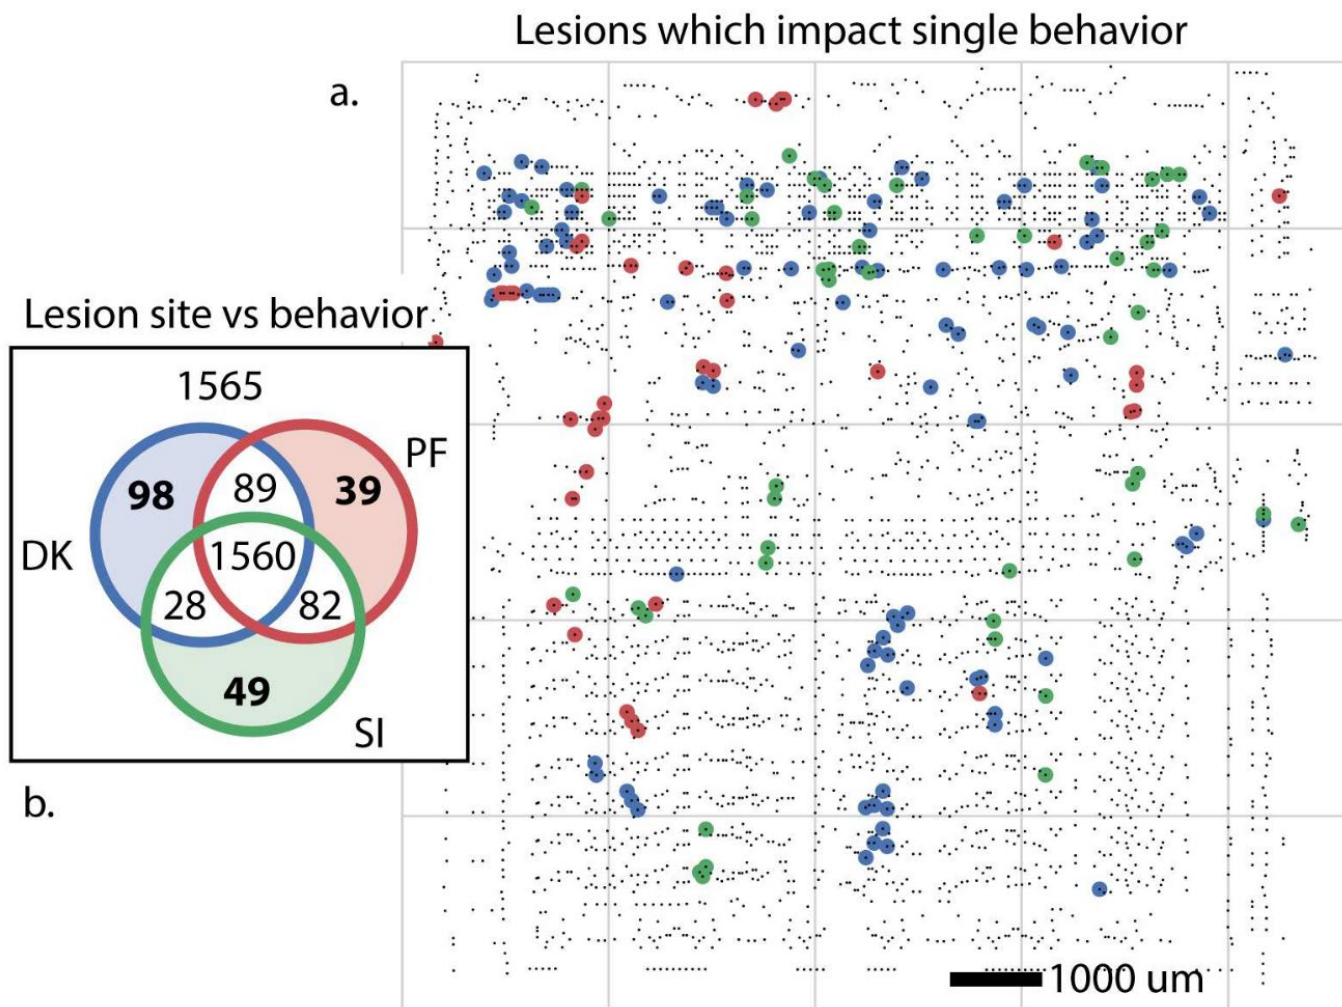 Lesions which impact single behavior
a.
Lesion site vs behavior
1565
PF
98
89
39
DK
1560
28
82
49
SI
b.
1000 um